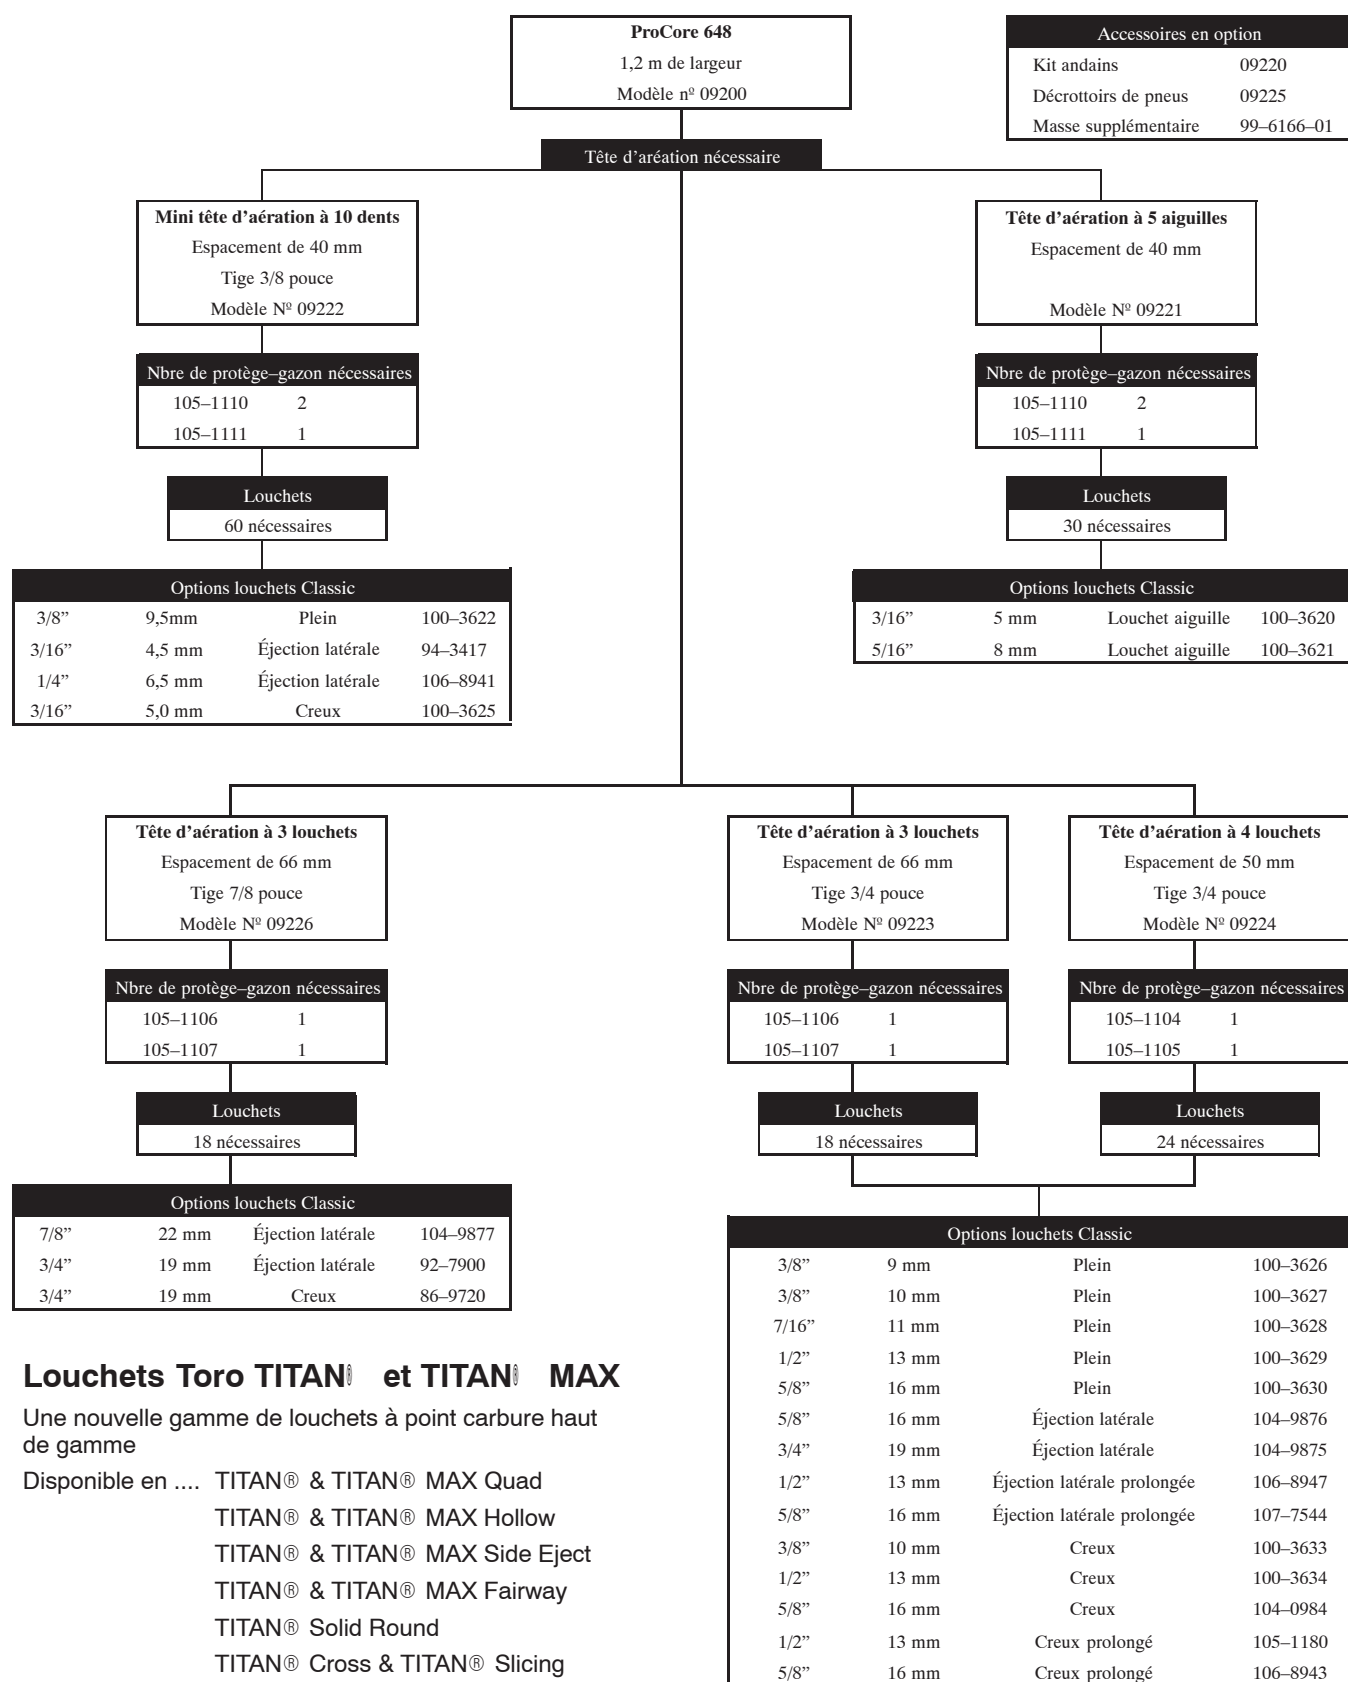 ProCore 648
1,2 m de largeur
Modèle nº 09200
Accessoires en option
Kit andains 09220
Décrottoirs de pneus 09225
Masse supplémentaire 99–6166–01
Tête d’aréation nécessaire
Mini tête d’aération à 10 dents
Espacement de 40 mm
Tige 3/8 pouce
Modèle Nº 09222
Nbre de protège–gazon nécessaires
105–1110 2
105–1111 1
Louchets
60 nécessaires
Options louchets Classic
3/8” 9,5mm Plein 100–3622
3/16” 4,5 mm Éjection latérale 94–3417
1/4” 6,5 mm Éjection latérale 106–8941
3/16” 5,0 mm Creux 100–3625
Tête d’aération à 5 aiguilles
Espacement de 40 mm
Modèle Nº 09221
Nbre de protège–gazon nécessaires
105–1110 2
105–1111 1
Louchets
30 nécessaires
Options louchets Classic
3/16” 5 mm Louchet aiguille 100–3620
5/16” 8 mm Louchet aiguille 100–3621
Tête d’aération à 3 louchets
Espacement de 66 mm
Tige 7/8 pouce
Modèle Nº 09226
Nbre de protège–gazon nécessaires
105–1106 1
105–1107 1
Louchets
18 nécessaires
Options louchets Classic
7/8” 22 mm Éjection latérale 104–9877
3/4” 19 mm Éjection latérale 92–7900
3/4” 19 mm Creux 86–9720
Tête d’aération à 3 louchets
Espacement de 66 mm
Tige 3/4 pouce
Modèle Nº 09223
Nbre de protège–gazon nécessaires
105–1106 1
105–1107 1
Louchets
18 nécessaires
Tête d’aération à 4 louchets
Espacement de 50 mm
Tige 3/4 pouce
Modèle Nº 09224
Nbre de protège–gazon nécessaires
105–1104 1
105–1105 1
Louchets
24 nécessaires
Options louchets Classic
3/8” 9 mm Plein 100–3626
3/8” 10 mm Plein 100–3627
7/16” 11 mm Plein 100–3628
1/2” 13 mm Plein 100–3629
5/8” 16 mm Plein 100–3630
5/8” 16 mm Éjection latérale 104–9876
3/4” 19 mm Éjection latérale 104–9875
1/2” 13 mm Éjection latérale prolongée 106–8947
5/8” 16 mm Éjection latérale prolongée 107–7544
3/8” 10 mm Creux 100–3633
1/2” 13 mm Creux 100–3634
5/8” 16 mm Creux 104–0984
1/2” 13 mm Creux prolongé 105–1180
5/8” 16 mm Creux prolongé 106–8943
Louchets Toro TITAN® et TITAN® MAX
Une nouvelle gamme de louchets à point carbure haut
de gamme
Disponible en .... TITAN® & TITAN® MAX Quad
TITAN® & TITAN® MAX Hollow
TITAN® & TITAN® MAX Side Eject
TITAN® & TITAN® MAX Fairway
TITAN® Solid Round
TITAN® Cross & TITAN® Slicing